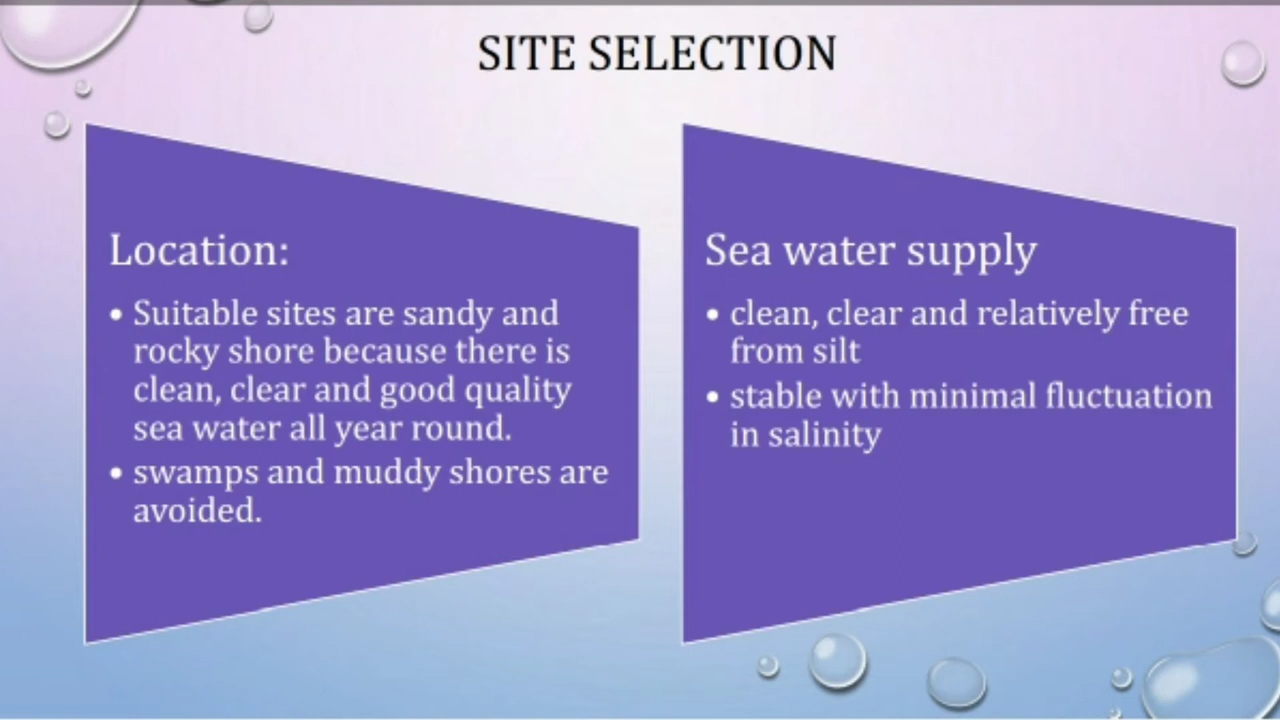 SITE SELECTION
Location:
• Suitable sites are sandy and
rocky shore because there is
clean, clear and good quality
sea water all year round.
• swamps and muddy shores are
avoided.
Sea water supply
• clean, clear and relatively free
from silt
• stable with minimal fluctuation
in salinity